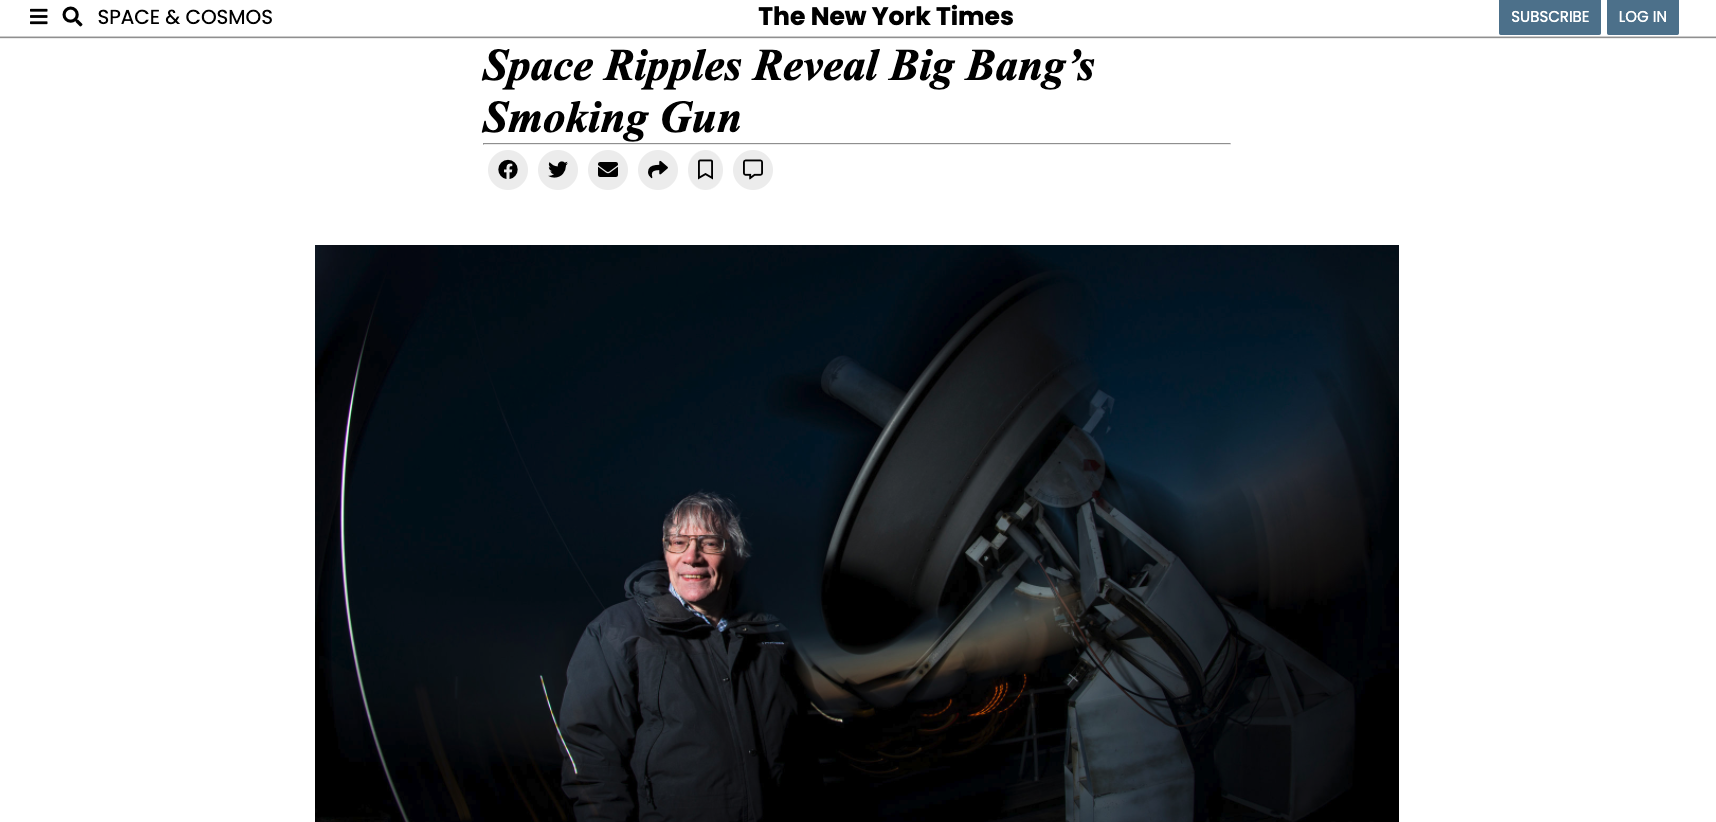 SPACE & COSMOS
The New York Times
SUBSCRIBE
LOG IN
Space Ripples Reveal Big Bang’s
Smoking Gun